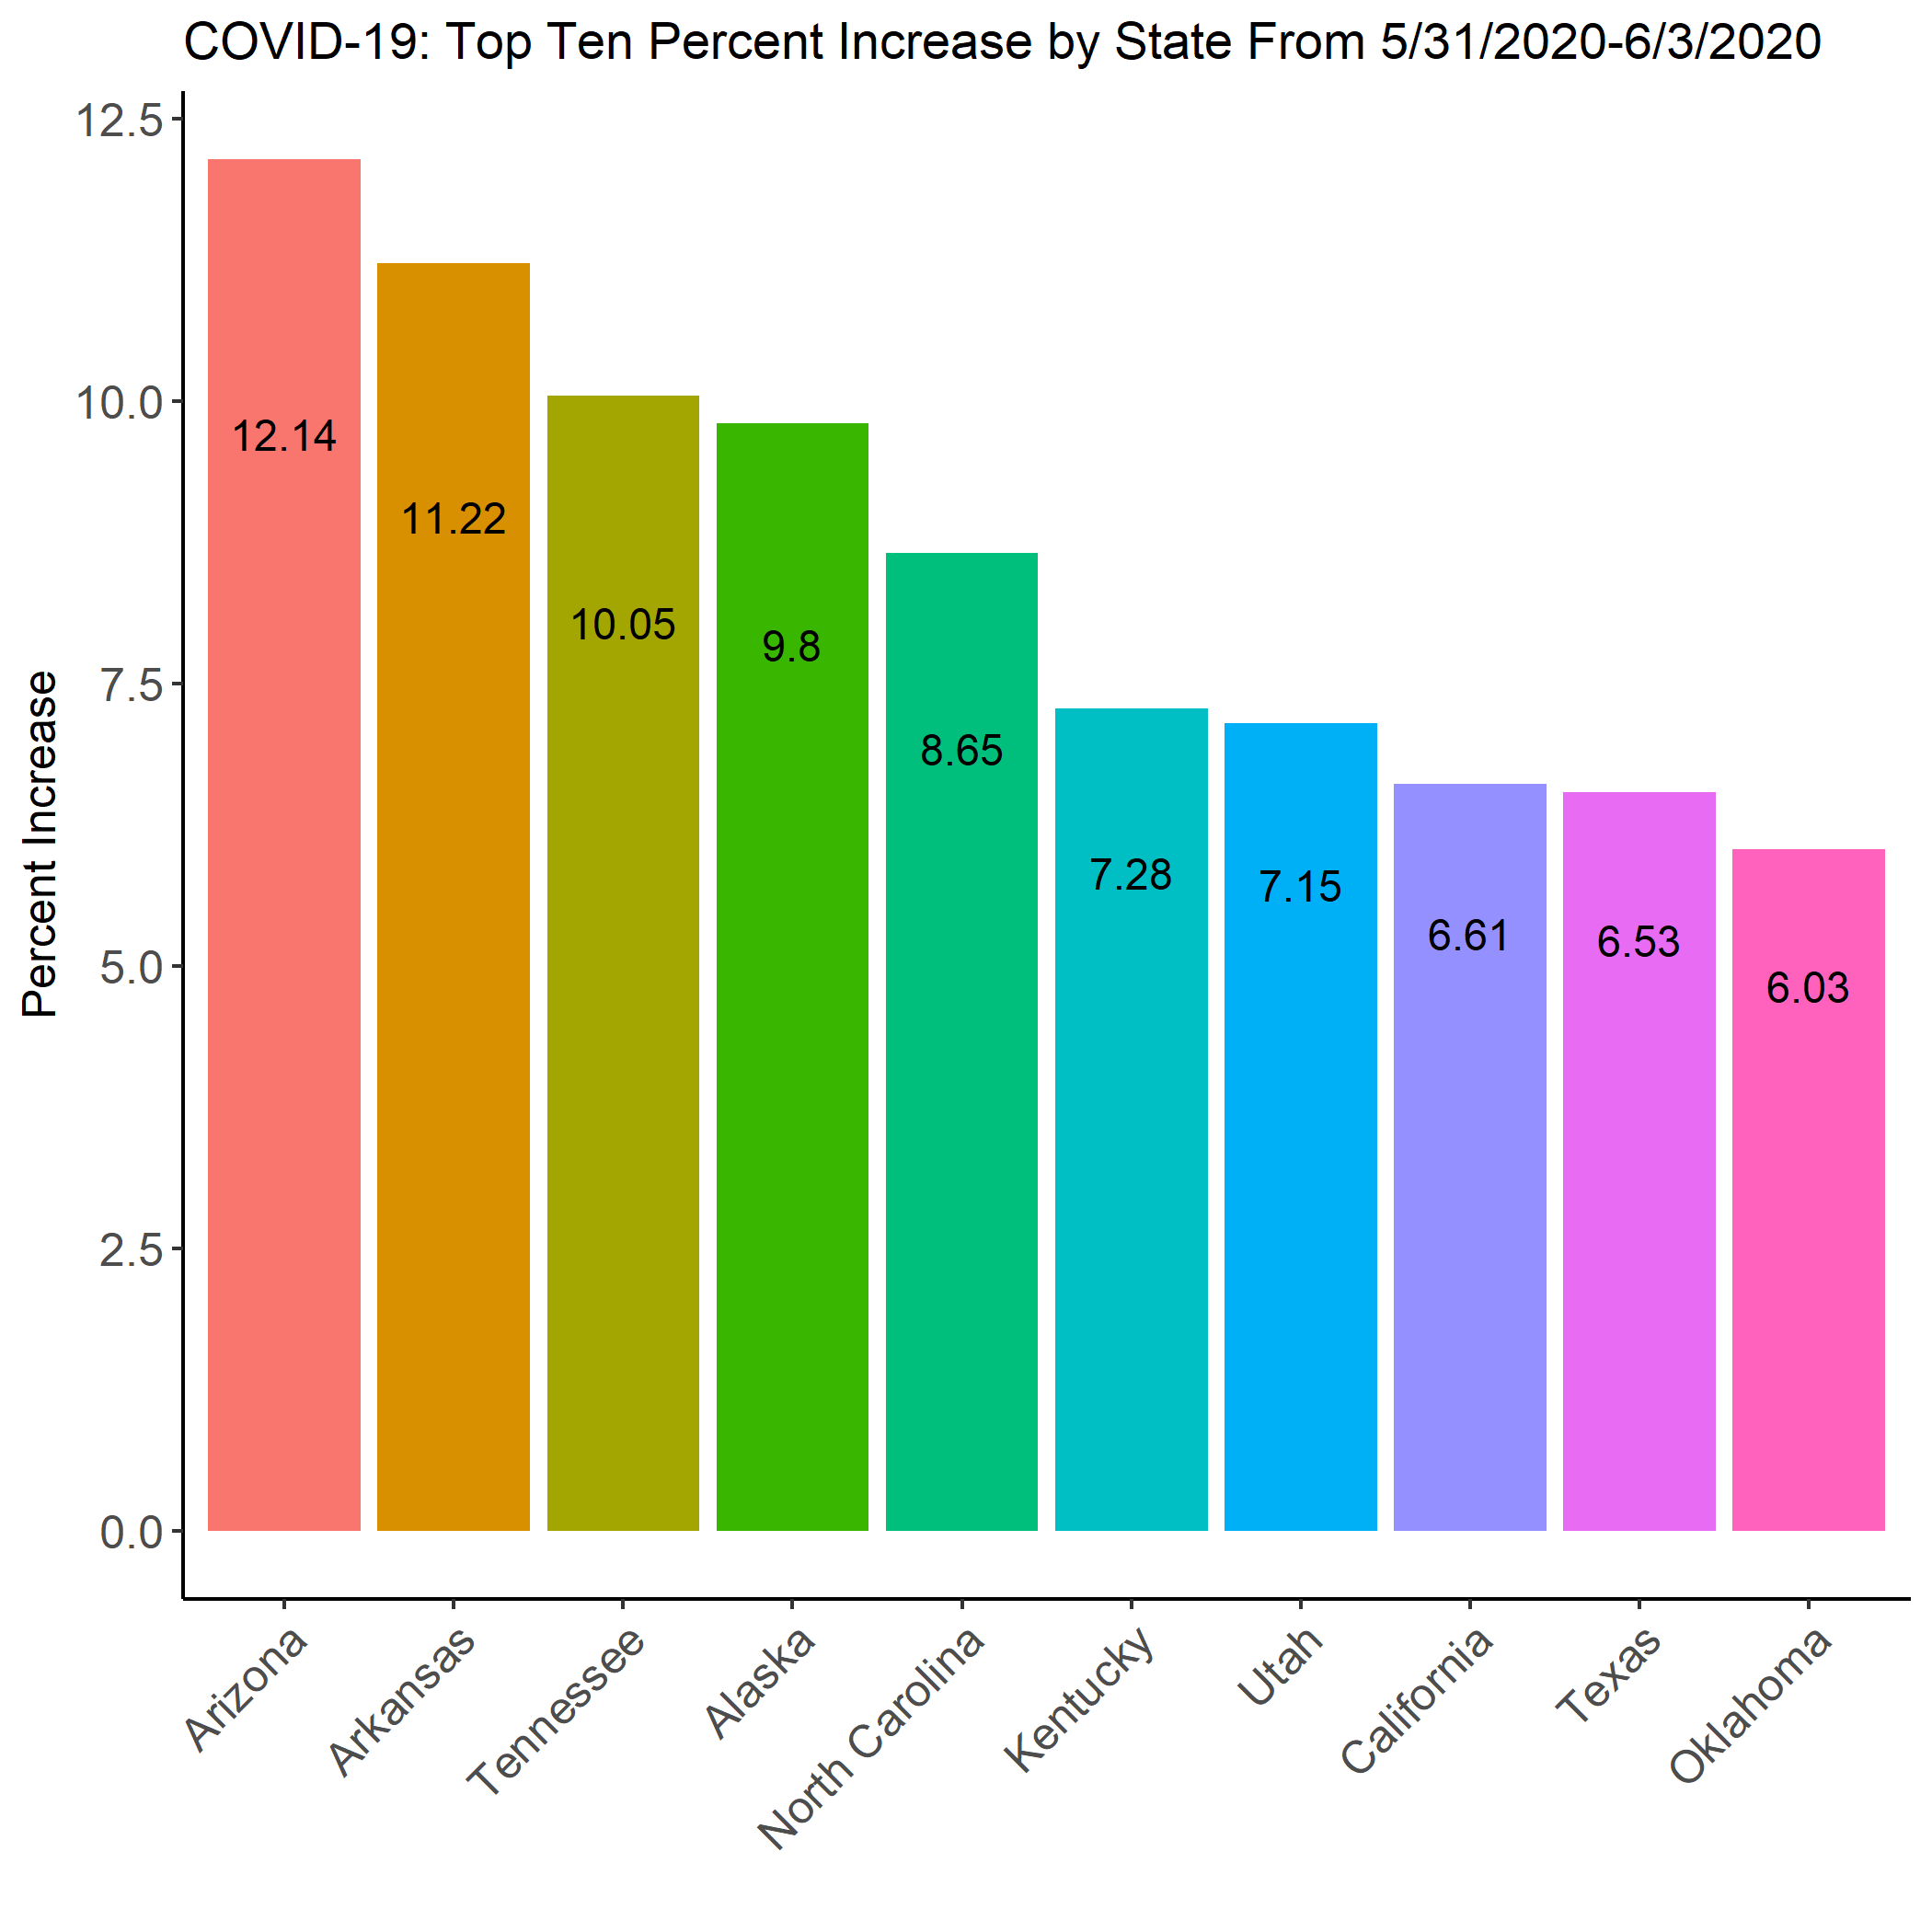 COVID-19: Top Ten Percent Increase by State From 5/31/2020-6/3/2020
Percent Increase
12.5
10.0
7.5
5.0
2.5
0.0
12.14
11.22
10.05
9.8
8.65
7.28
7.15
6.61
6.53
6.03
Arizona
Arkansas
Tennessee
Alaska
North Carolina
Kentucky
Utah
California
Texas
Oklahoma